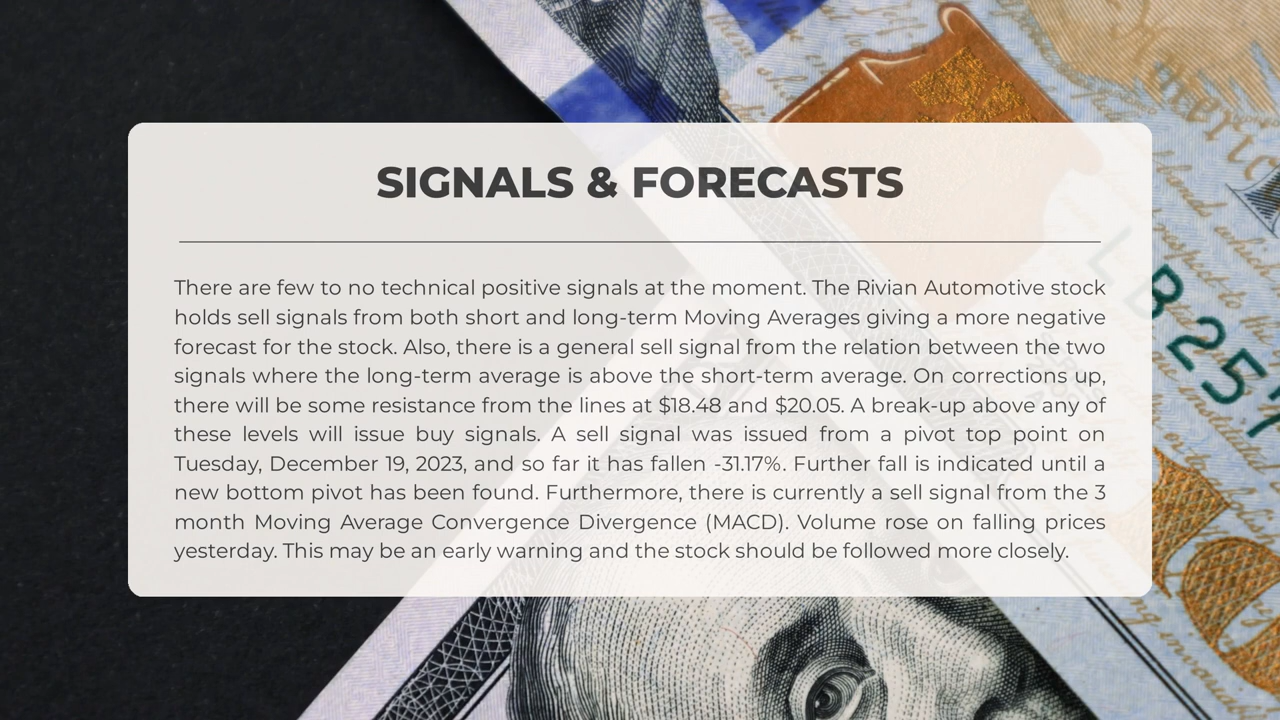 SIGNALS & FORECASTS
There are few to no technical positive signals at the moment. The Rivian Automotive stock
holds sell signals from both short and long-term Moving Averages giving a more negative
forecast for the stock. Also, there is a general sell signal from the relation between the two
signals where the long-term average is above the short-term average. On corrections up,
there will be some resistance from the lines at $18.48 and $20.05. A break-up above any of
these levels will issue buy signals. A sell signal was issued from a pivot top point on
Tuesday, December 19, 2023, and so far it has fallen -31.17%. Further fall is indicated until a
new bottom pivot has been found. Furthermore, there is currently a sell signal from the 3
month Moving Average Convergence Divergence (MACD). Volume rose on falling prices
yesterday. This may be an early warning and the stock should be followed more closely.